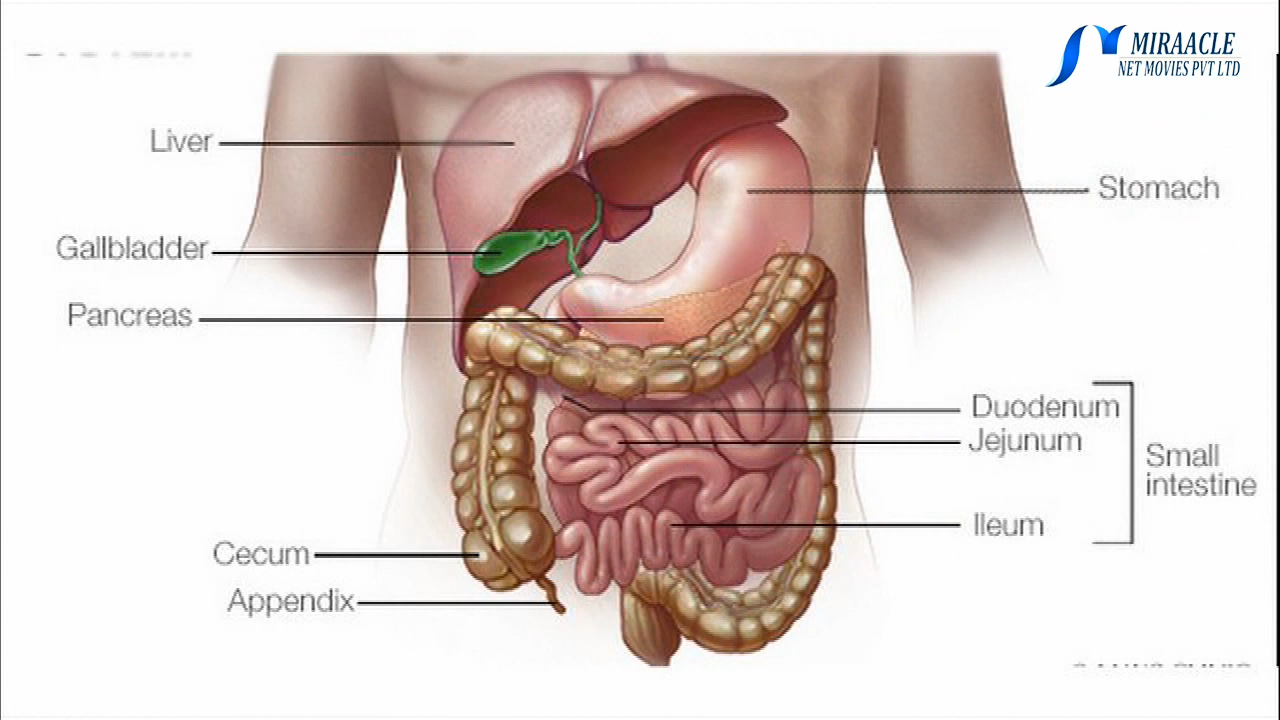 MIRAACLE
NET MOVIES PVT LTD
Liver
Stomach
Gallbladder
Pancreas
Duodenum
Jejunum
Small
intestine
Ileum
Cecum
Appendix